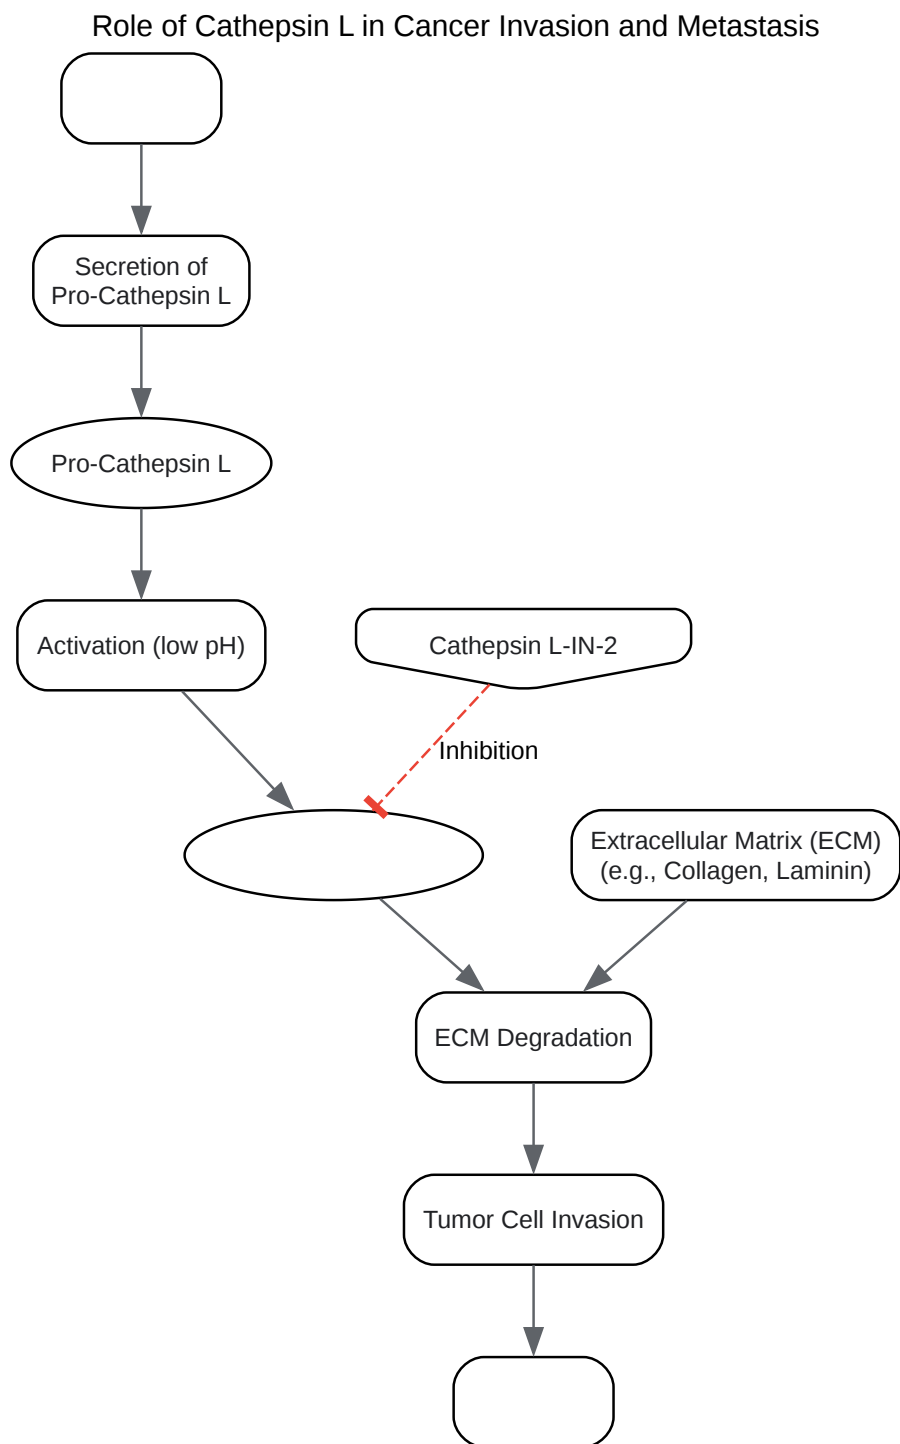 Role of Cathepsin L in Cancer Invasion and Metastasis
Secretion of
Pro-Cathepsin L
Pro-Cathepsin L
Activation (low pH)
Cathepsin L-IN-2
Inhibition
Extracellular Matrix (ECM)
(e.g., Collagen, Laminin)
ECM Degradation
Tumor Cell Invasion